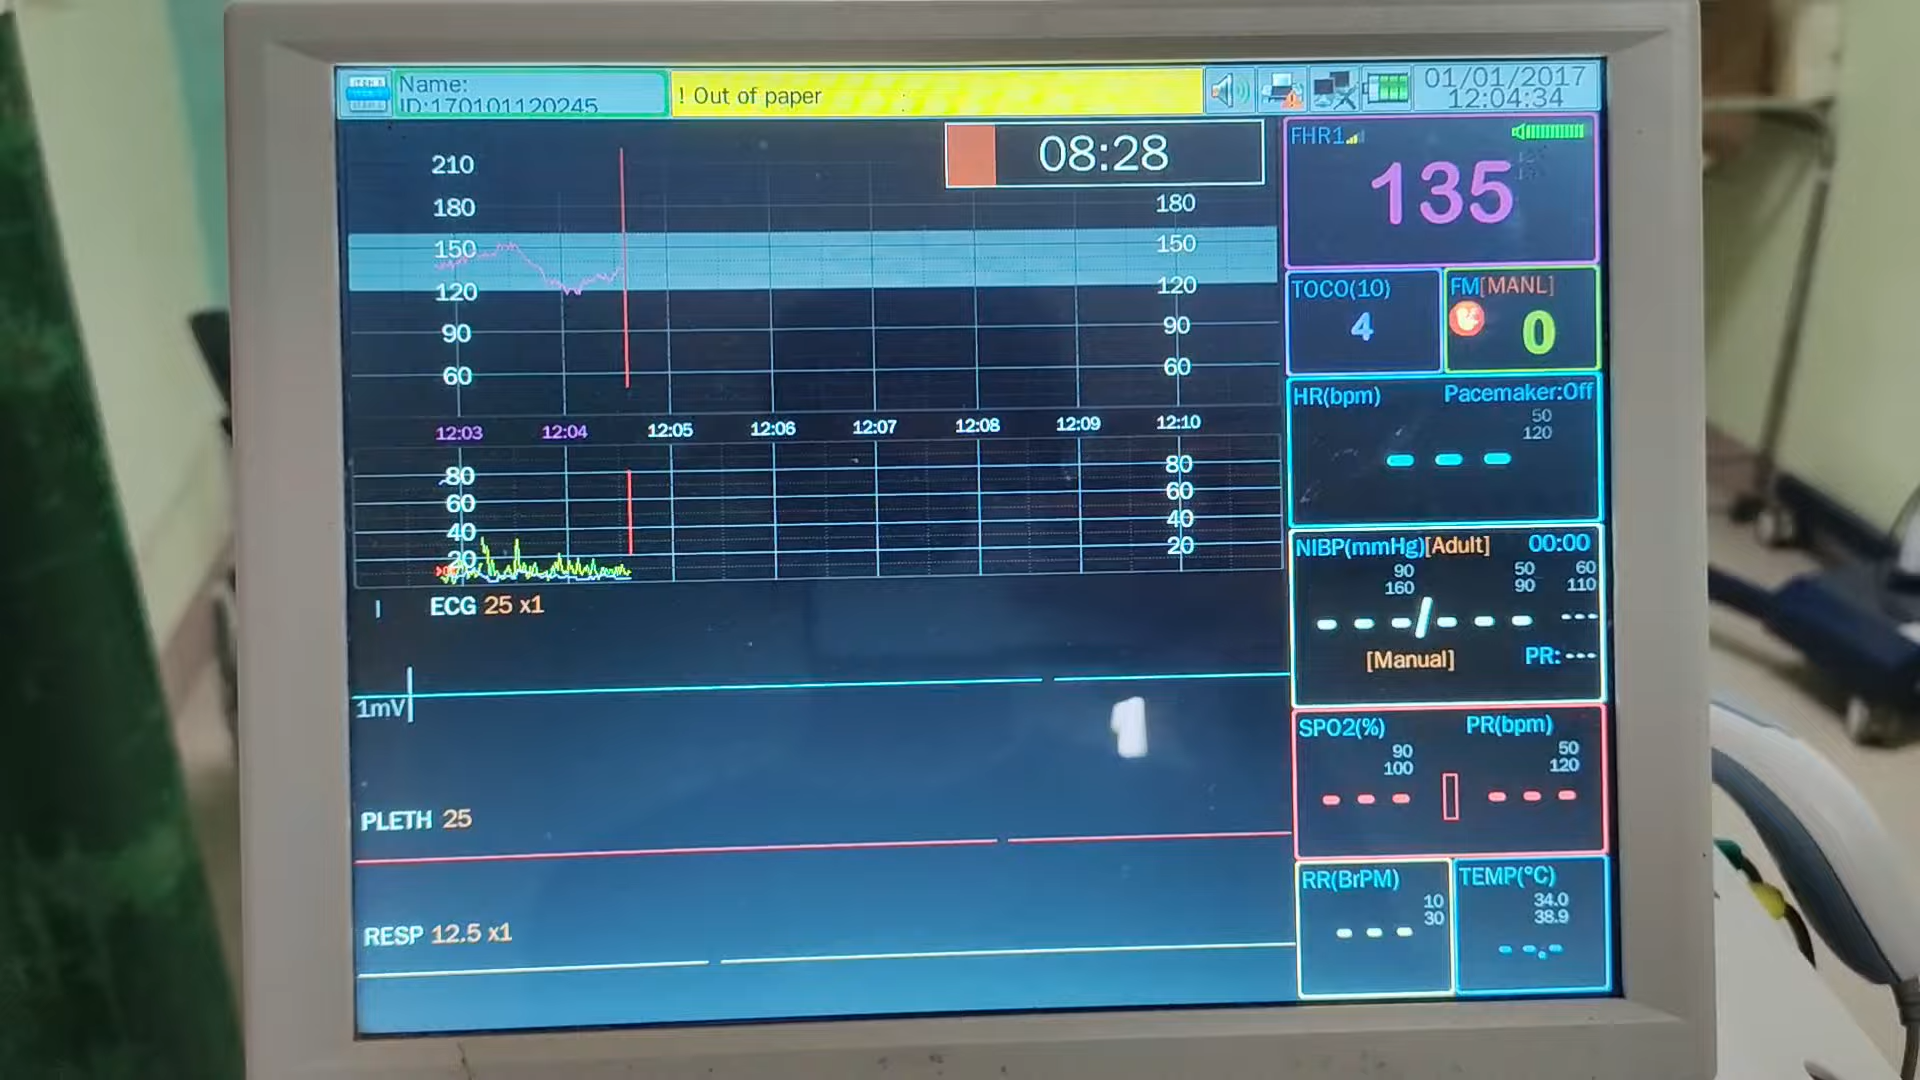 Name:
ID:170101120245
! Out of paper
01/01/2017
12:04:34
08:28
210
180
150
120
90
60
180
150
120
90
60
12:03 12:04 12:05 12:06 12:07 12:08 12:09 12:10
80
60
40
20
80
60
40
20
I ECG 25 x1
1mV
PLETH 25
RESP 12.5 x1
FHR1
135
TOCO(10)
4
FM[MANL]
0
HR(bpm) Pacemaker:Off
50
120
---
NIBP(mmHg)[Adult] 00:00
90 50 60
160 90 110
---/--- ---
[Manual] PR:---
SPO2(%) PR(bpm)
90 50
100 120
--- ---
RR(BrPM)
10
30
---
TEMP(°C)
34.0
38.9
--.-